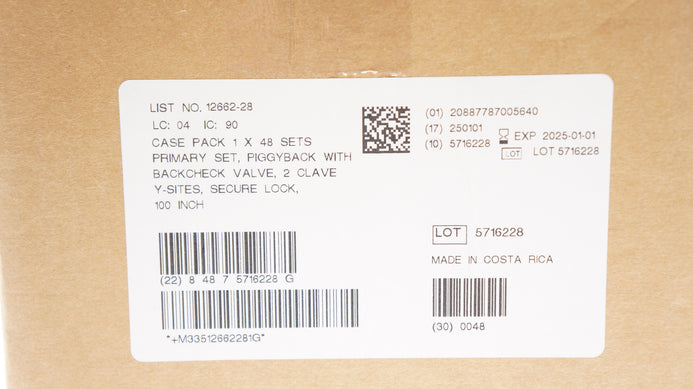 LIST NO. 12662-28
LC: 04 IC: 90
CASE PACK 1 X 48 SETS
PRIMARY SET, PIGGYBACK WITH
BACKCHECK VALVE, 2 CLAVE
Y-SITES, SECURE LOCK,
100 INCH
(01) 20887787005640
(17) 250101
EXP 2025-01-01
(10) 5716228
LOT LOT 5716228
LOT 5716228
MADE IN COSTA RICA
(22) 8 48 7 5716228 G
*+M33512662281G*
(30) 0048